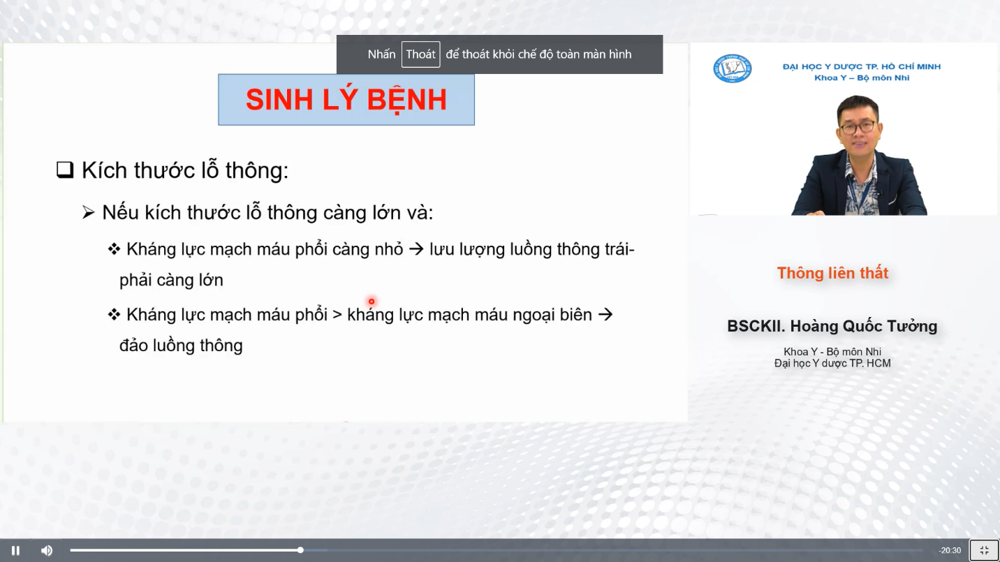 Nhấn Thoát để thoát khỏi chế độ toàn màn hình
SINH LÝ BỆNH
Kích thước lỗ thông:
Nếu kích thước lỗ thông càng lớn và:
Kháng lực mạch máu phổi càng nhỏ → lưu lượng luồng thông trái-
phải càng lớn
Kháng lực mạch máu phổi > kháng lực mạch máu ngoại biên →
đảo luồng thông
ĐẠI HỌC Y DƯỢC TP. HỒ CHÍ MINH
Khoa Y – Bộ môn Nhi
Thông liên thất
BSCKII. Hoàng Quốc Tưởng
Khoa Y - Bộ môn Nhi
Đại học Y dược TP. HCM
-20:30